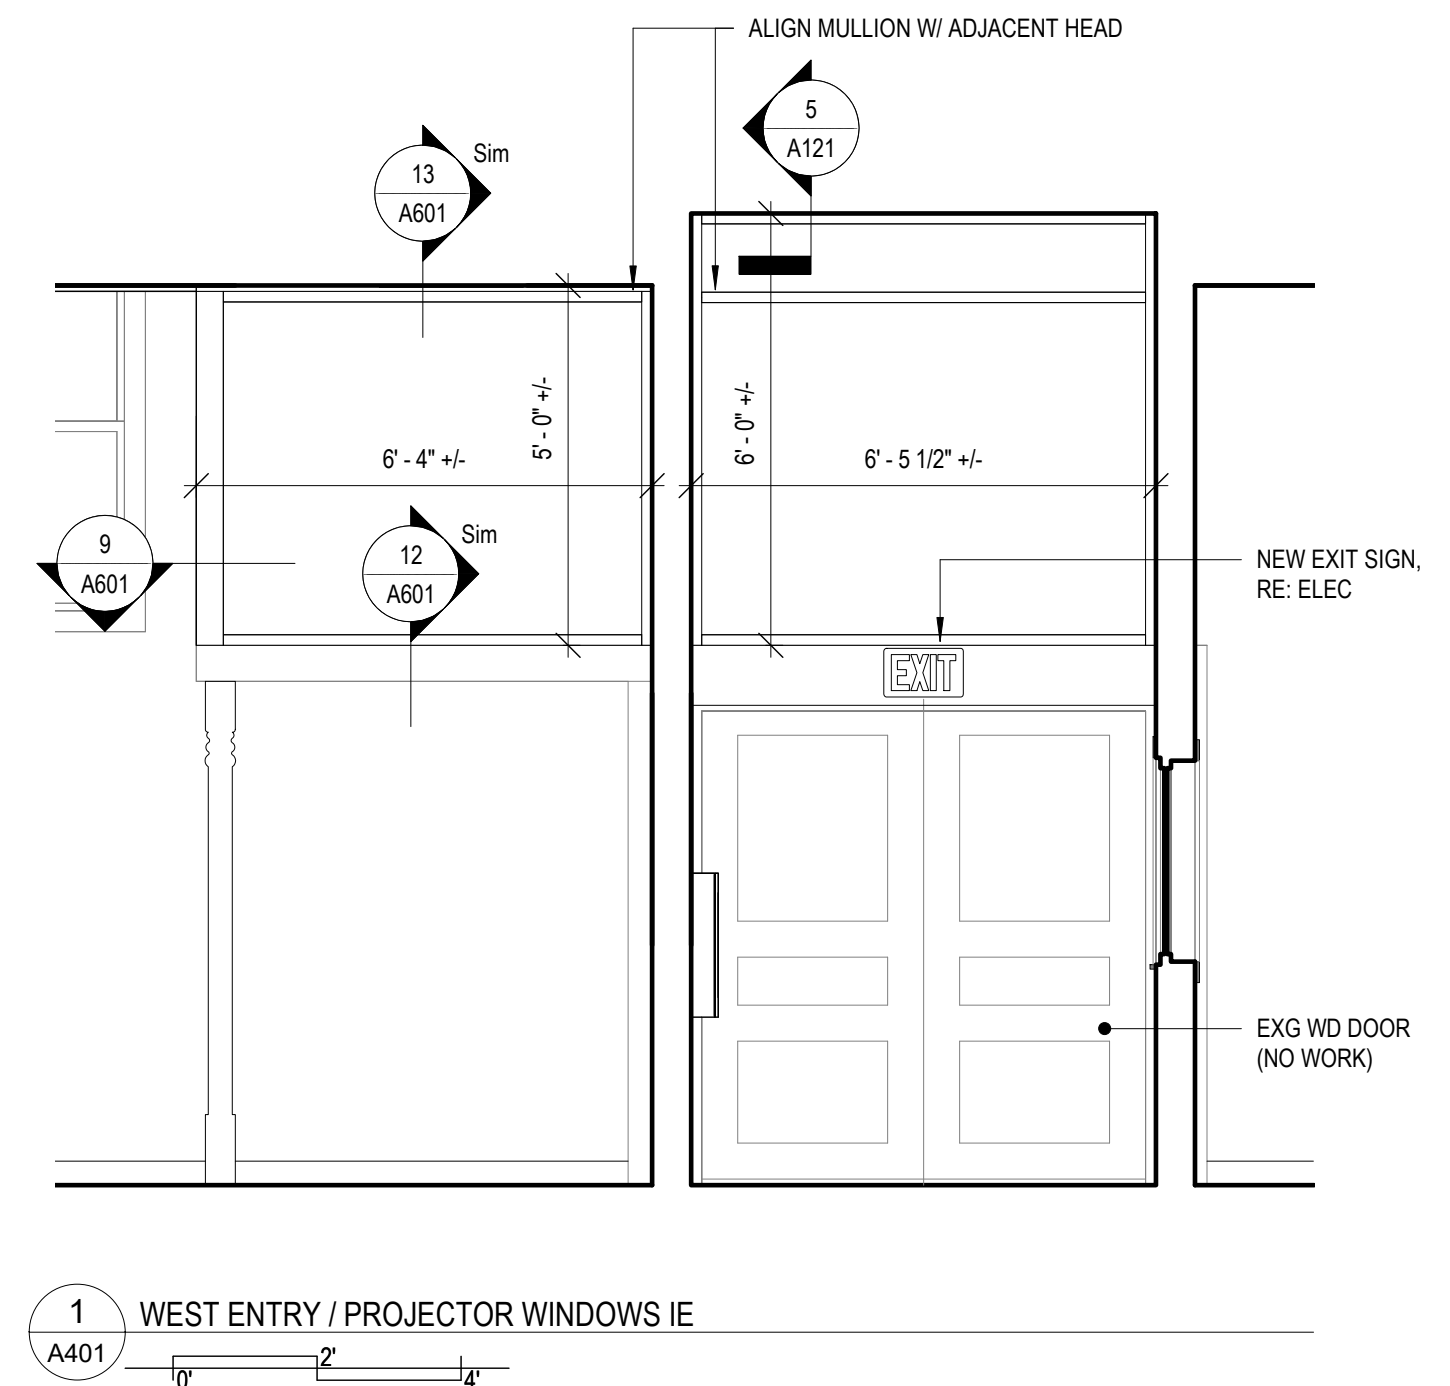 ALIGN MULLION W/ ADJACENT HEAD
5
A121
13
A601
Sim
6' - 4" +/-
5' - 0" +/-
6' - 0" +/-
6' - 5 1/2" +/-
9
A601
12
A601
Sim
NEW EXIT SIGN,
RE: ELEC
EXIT
EXG WD DOOR
(NO WORK)
1
A401
WEST ENTRY / PROJECTOR WINDOWS IE
0'
2'
4'